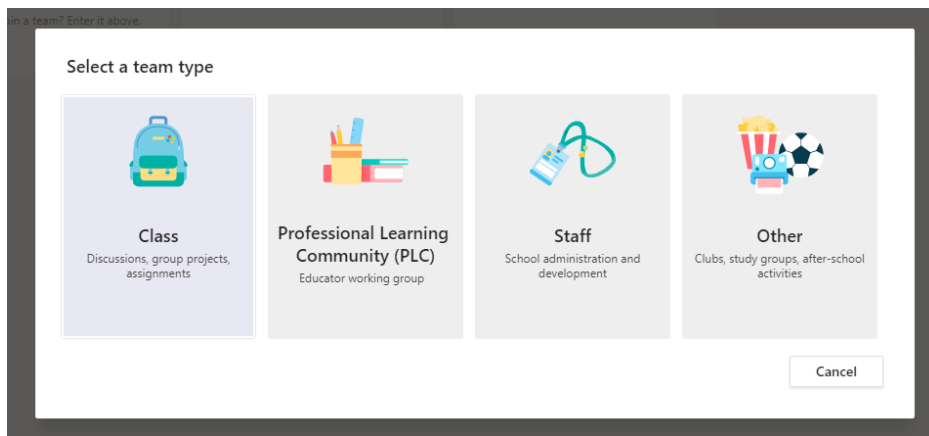 in a team? Enter it above.
Select a team type
Class
Discussions, group projects,
assignments
Professional Learning
Community (PLC)
Educator working group
Staff
School administration and
development
Other
Clubs, study groups, after-school
activities
Cancel